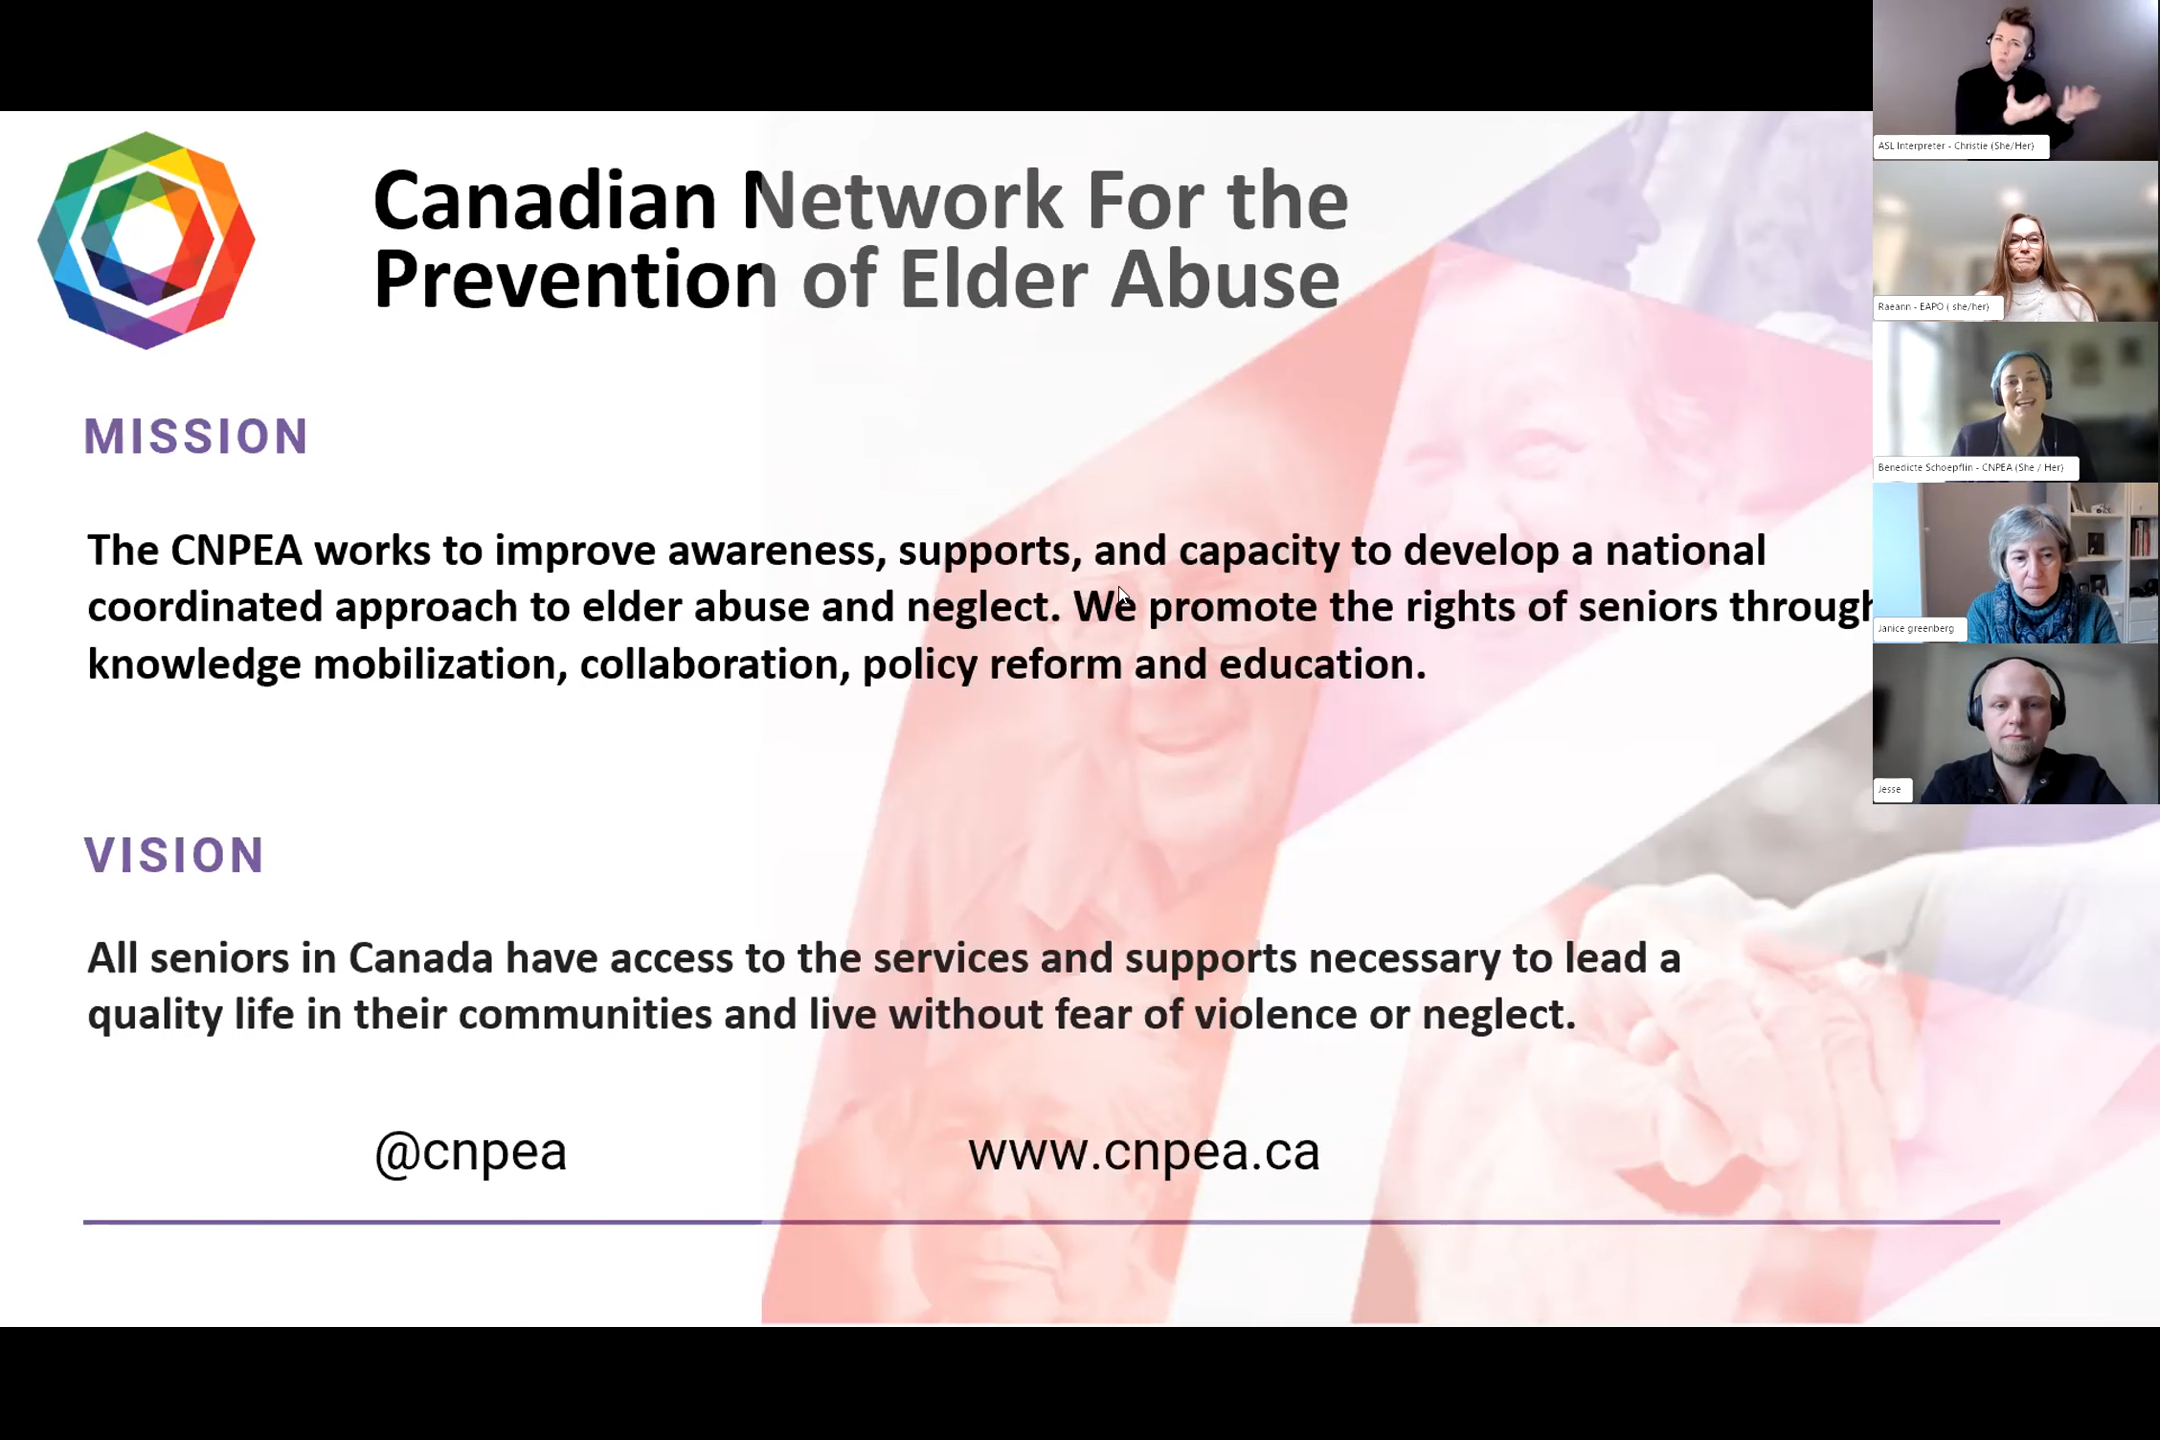 Canadian Network For the
Prevention of Elder Abuse
MISSION
The CNPEA works to improve awareness, supports, and capacity to develop a national
coordinated approach to elder abuse and neglect. We promote the rights of seniors through
knowledge mobilization, collaboration, policy reform and education.
VISION
All seniors in Canada have access to the services and supports necessary to lead a
quality life in their communities and live without fear of violence or neglect.
@cnpea
www.cnpea.ca
ASL Interpreter - Christie (She/Her)
Raeann - EAPO ( she/her)
Benedicte Schoepflin - CNPEA (She / Her)
Janice greenberg
Jesse